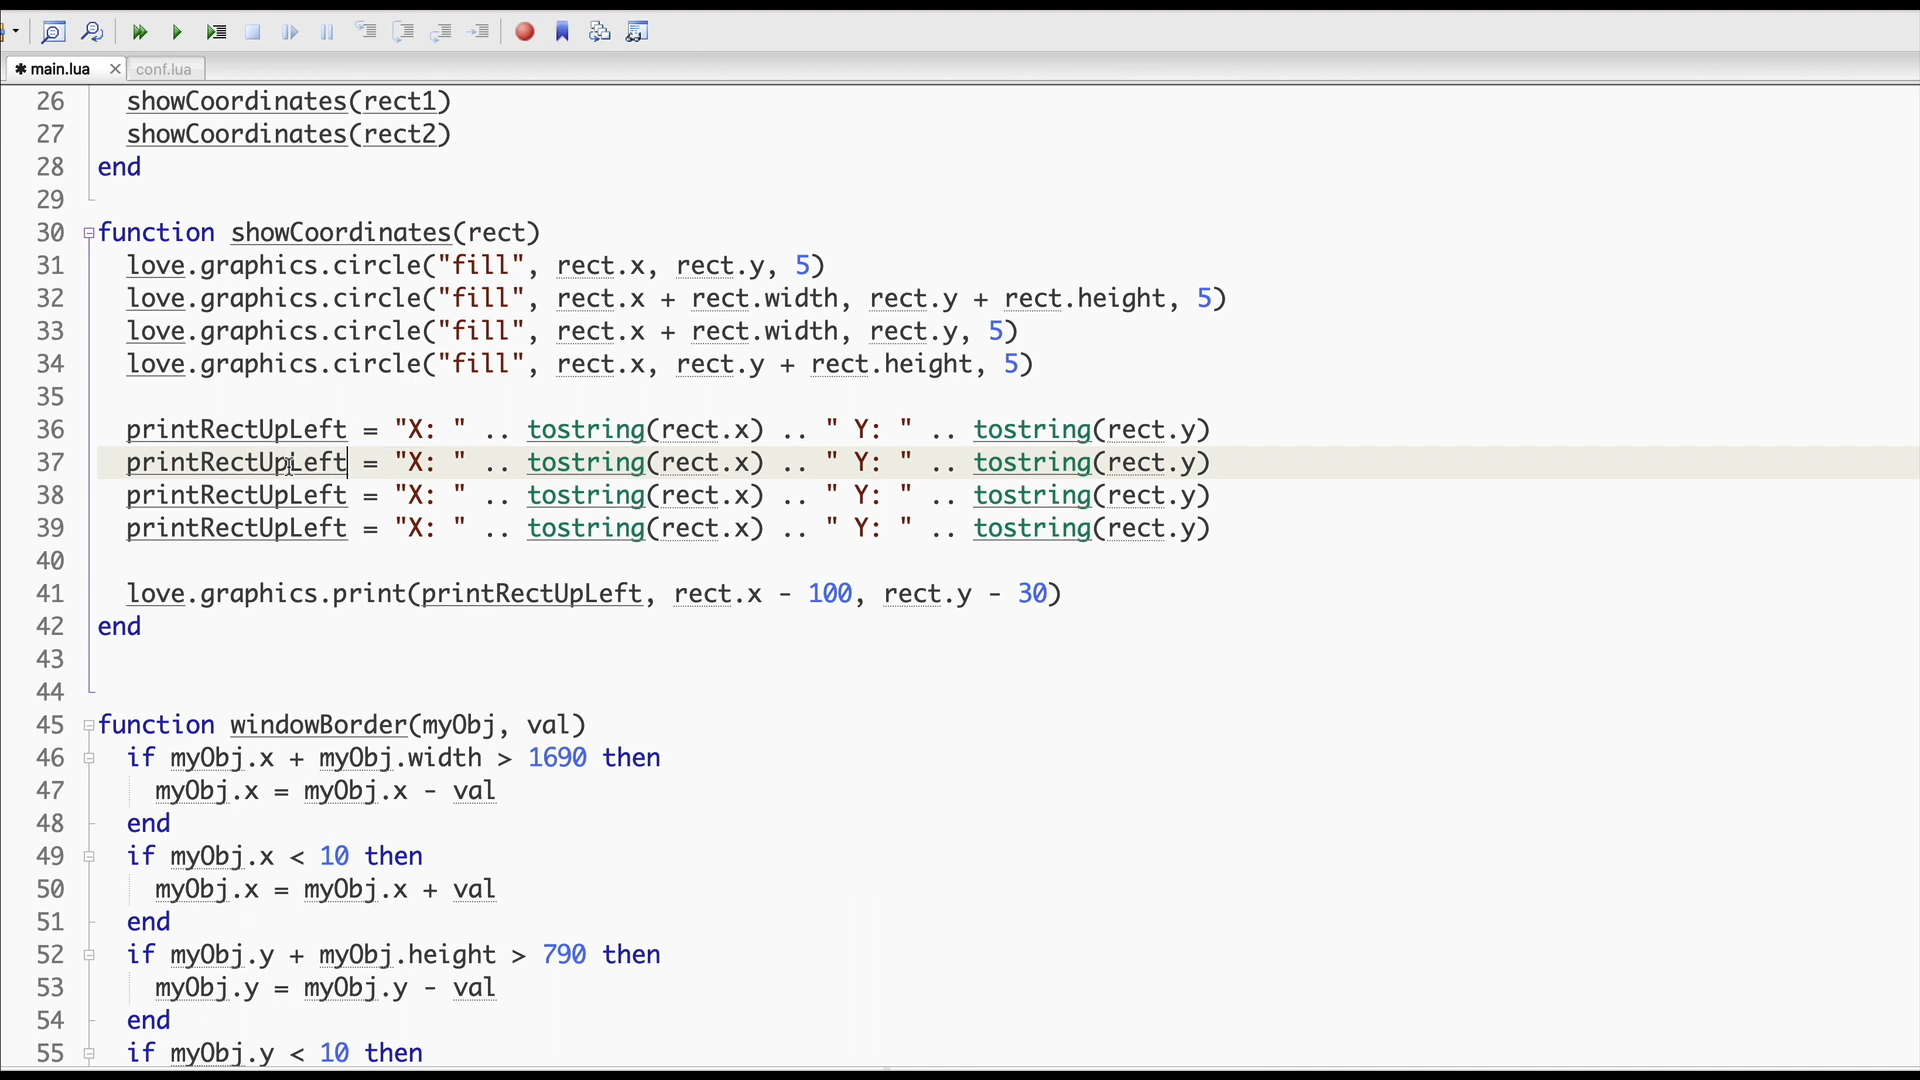 main.lua conf.lua
26 showCoordinates(rect1)
27 showCoordinates(rect2)
28 end
29
30 function showCoordinates(rect)
31 love.graphics.circle("fill", rect.x, rect.y, 5)
32 love.graphics.circle("fill", rect.x + rect.width, rect.y + rect.height, 5)
33 love.graphics.circle("fill", rect.x + rect.width, rect.y, 5)
34 love.graphics.circle("fill", rect.x, rect.y + rect.height, 5)
35
36 printRectUpLeft = "X: " .. tostring(rect.x) .. " Y: " .. tostring(rect.y)
37 printRectUpLeft = "X: " .. tostring(rect.x) .. " Y: " .. tostring(rect.y)
38 printRectUpLeft = "X: " .. tostring(rect.x) .. " Y: " .. tostring(rect.y)
39 printRectUpLeft = "X: " .. tostring(rect.x) .. " Y: " .. tostring(rect.y)
40
41 love.graphics.print(printRectUpLeft, rect.x - 100, rect.y - 30)
42 end
43
44
45 function windowBorder(myObj, val)
46 if myObj.x + myObj.width > 1690 then
47 myObj.x = myObj.x - val
48 end
49 if myObj.x < 10 then
50 myObj.x = myObj.x + val
51 end
52 if myObj.y + myObj.height > 790 then
53 myObj.y = myObj.y - val
54 end
55 if myObj.y < 10 then